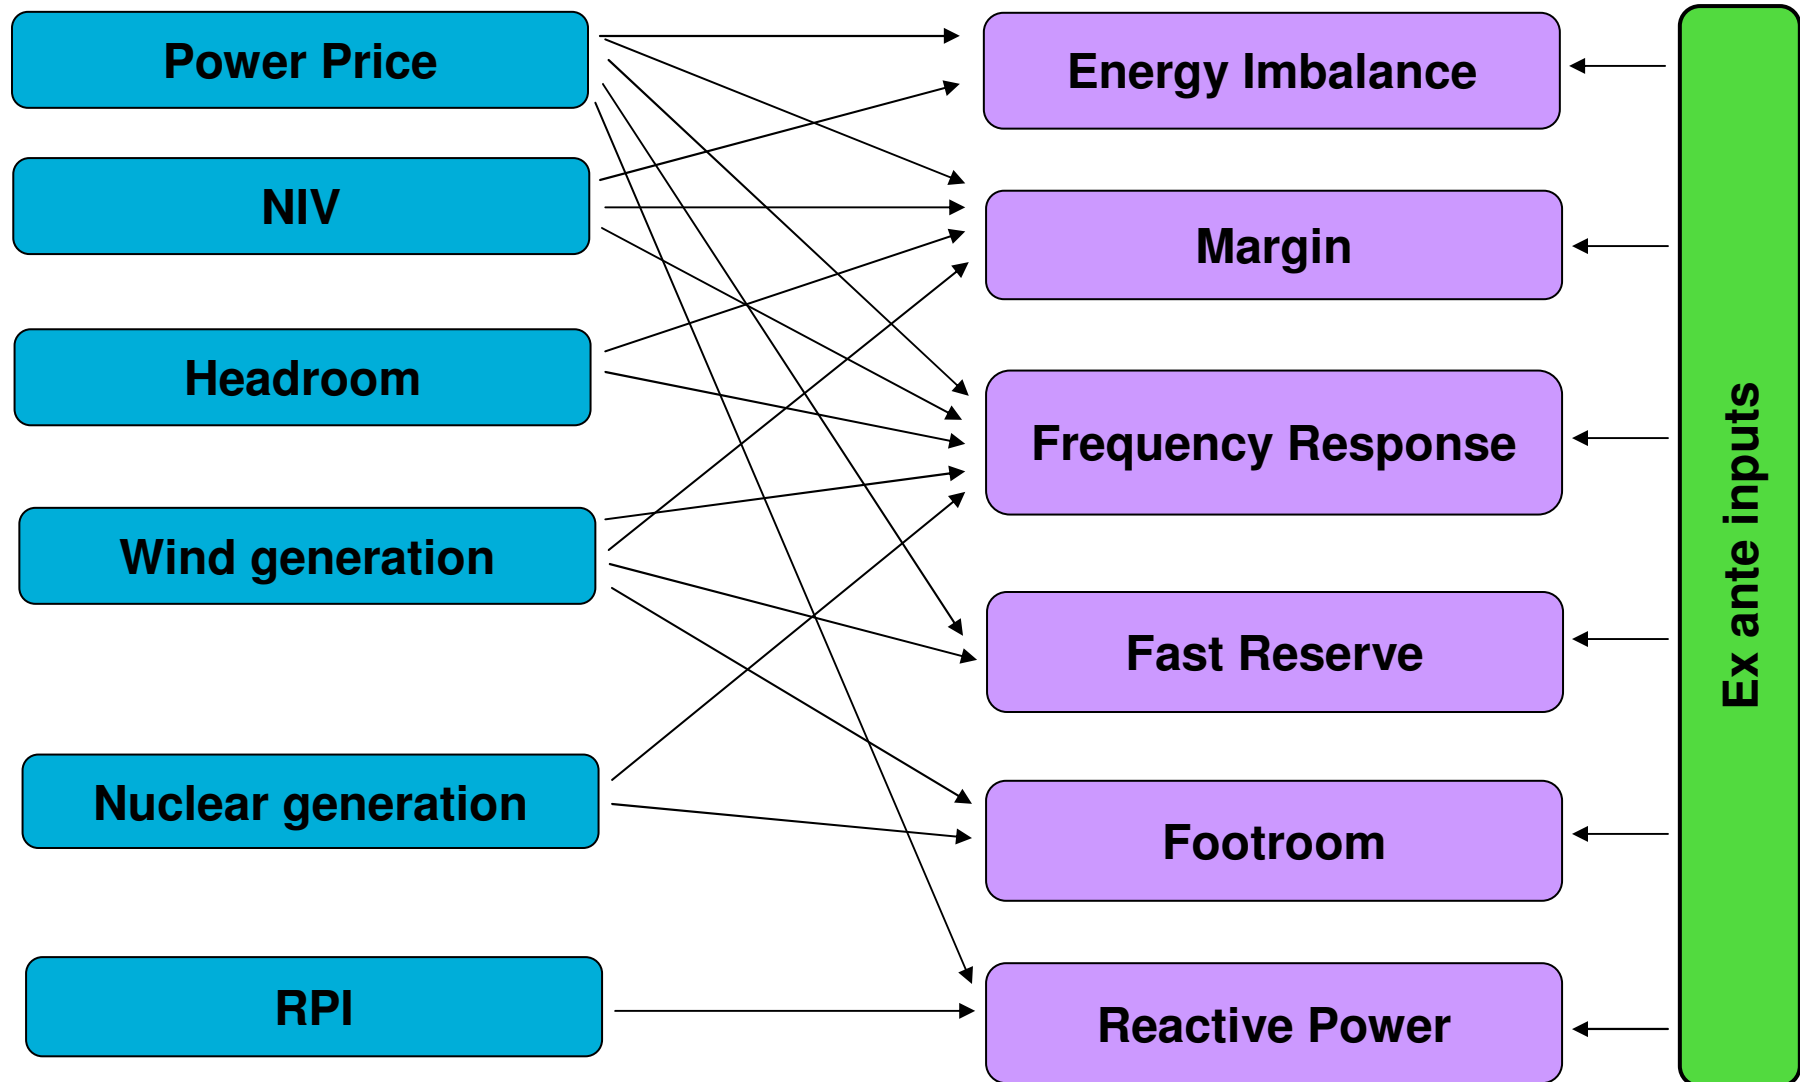 Power Price
NIV
Headroom
Wind generation
Nuclear generation
RPI
Energy Imbalance
Margin
Frequency Response
Fast Reserve
Footroom
Reactive Power
Ex ante inputs